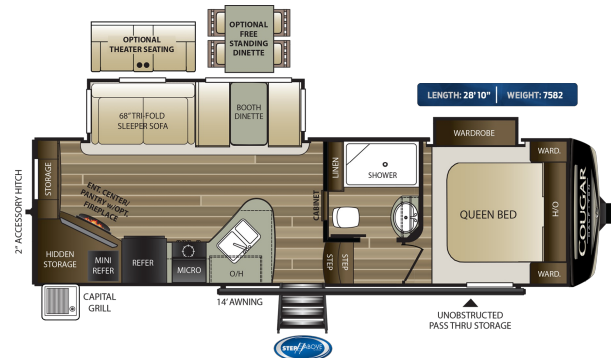 OPTIONAL
THEATER SEATING
OPTIONAL
FREE
STANDING
DINETTE
LENGTH: 28' 10" | WEIGHT: 7582
68" TRI-FOLD
SLEEPER SOFA
BOOTH
DINETTE
WARDROBE
WARD.
2" ACCESSORY HITCH
STORAGE
ENT. CENTER/
PANTRY w/OPT.
FIREPLACE
LINEN
SHOWER
CABINET
QUEEN BED
H/O
COUGAR
HIDDEN
STORAGE
MINI
REFER
REFER
MICRO
O/H
STEP
STEP
WARD.
CAPITAL
GRILL
14' AWNING
UNOBSTRUCTED
PASS THRU STORAGE
STEP ABOVE